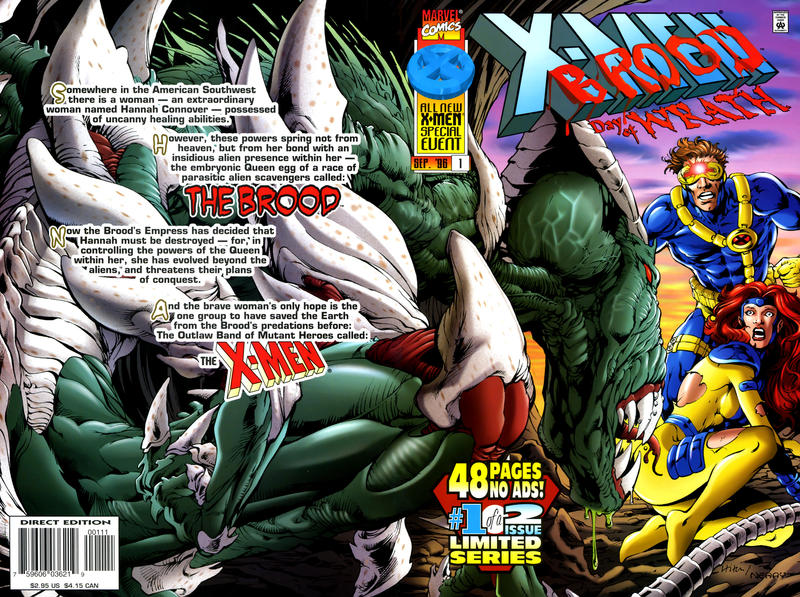 Somewhere in the American Southwest
there is a woman — an extraordinary
woman named Hannah Connover — possessed
of uncanny healing abilities.
However, these powers spring not from
heaven, but from her bond with an
insidious alien presence within her —
the embryonic Queen egg of a race of
parasitic alien scavengers called:
THE BROOD
Now the Brood's Empress has decided that
Hannah must be destroyed — for, in
controlling the powers of the Queen
within her, she has evolved beyond the
aliens, and threatens their plans
of conquest.
And the brave woman's only hope is the
one group to have saved the Earth
from the Brood's predations before:
The Outlaw Band of Mutant Heroes called:
THE X-MEN
DIRECT EDITION
00111
7 59606 03621 9
$2.95 US $4.15 CAN
MARVEL
COMICS
X
ALL NEW
X-MEN
SPECIAL
EVENT
SEP. '96 1
X-MEN
BROOD
Day of WRATH
48 PAGES
NO ADS!
#1 of a 2
ISSUE
LIMITED
SERIES